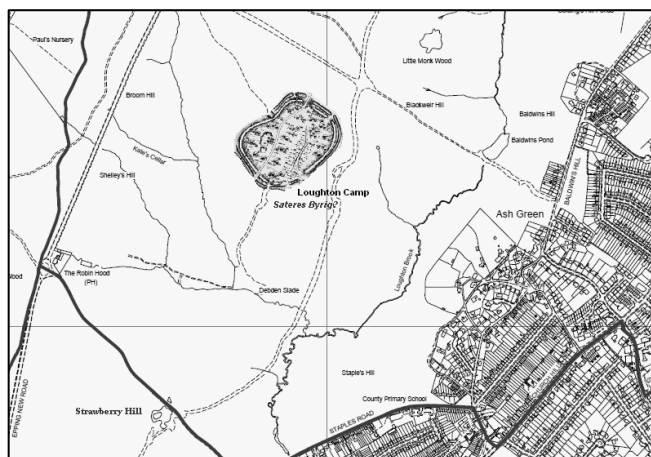 Paul's Nursery
Broom Hill
Little Monk Wood
Blackweir Hill
Baldwins Hill
Baldwins Pond
Kate's Cellar
Shelley's Hill
Loughton Camp
Sateres Byrige
BALDWIN'S HILL
Ash Green
Loughton Brook
Wood
The Robin Hood
(PH)
Debden Slade
EPPING NEW ROAD
Staple's Hill
Strawberry Hill
County Primary School
STAPLES ROAD